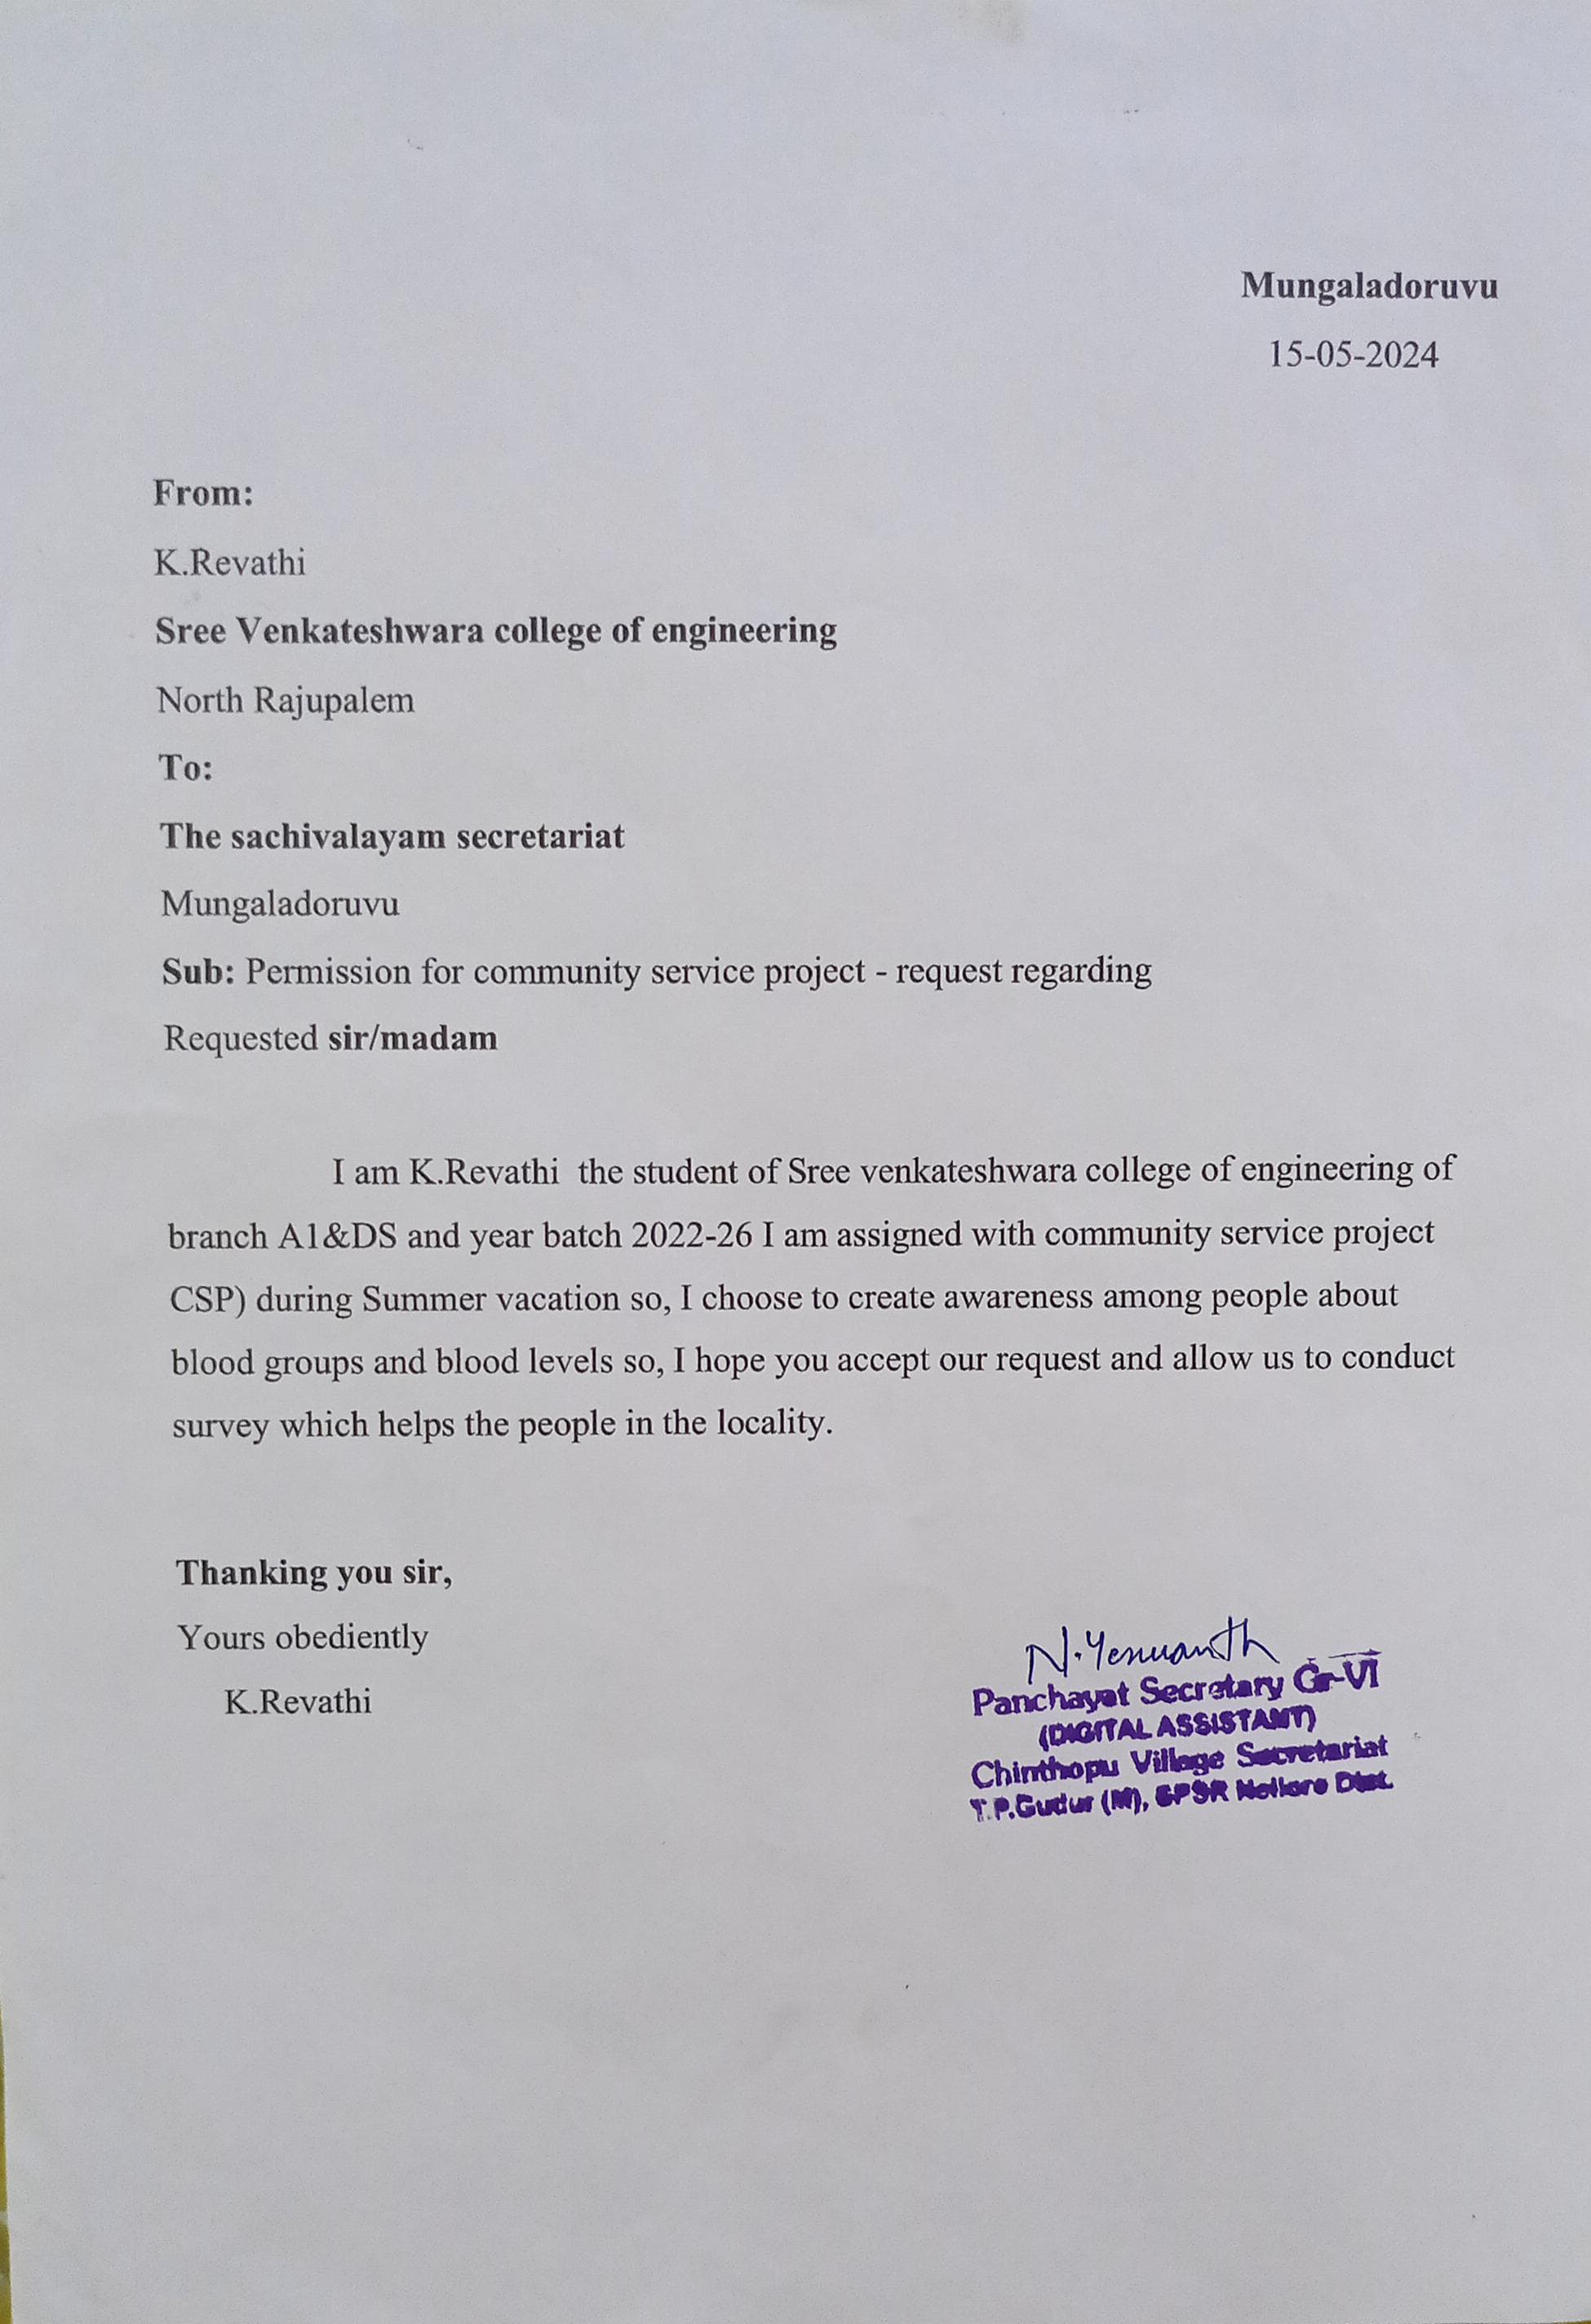 Mungaladoruvu
15-05-2024
From:
K.Revathi
Sree Venkateshwara college of engineering
North Rajupalem
To:
The sachivalayam secretariat
Mungaladoruvu
Sub: Permission for community service project - request regarding
Requested sir/madam
I am K.Revathi the student of Sree venkateshwara college of engineering of
branch A1&DS and year batch 2022-26 I am assigned with community service project
CSP) during Summer vacation so, I choose to create awareness among people about
blood groups and blood levels so, I hope you accept our request and allow us to conduct
survey which helps the people in the locality.
Thanking you sir,
Yours obediently
K.Revathi
N.
Panchayat Secretary Gr-VI
(DIGITAL ASSISTANT)
Chinthopu Village Secretariat
T.P.Gudur (M), SPSR Nellore Dist.